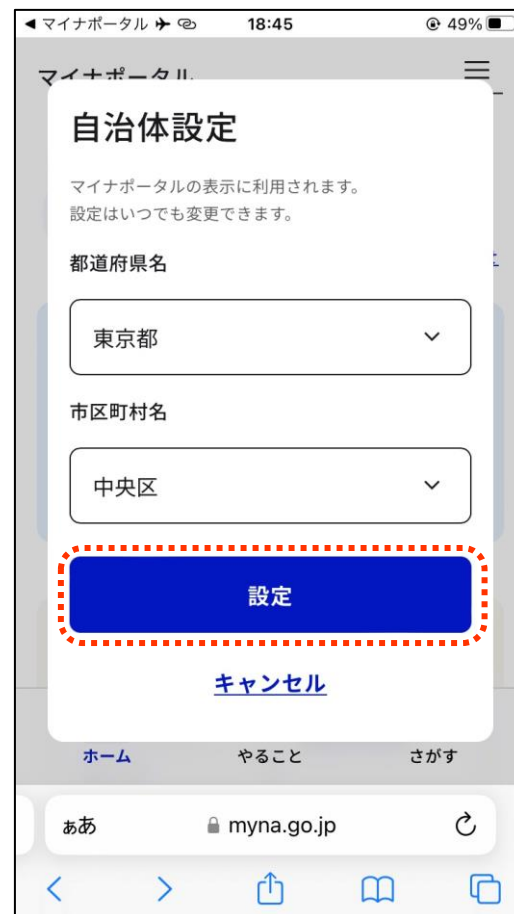 ◀ マイナポータル 18:45 49%
マイナポータル
自治体設定
マイナポータルの表示に利用されます。
設定はいつでも変更できます。
都道府県名
東京都
市区町村名
中央区
設定
キャンセル
ホーム やること さがす
ぁあ myna.go.jp